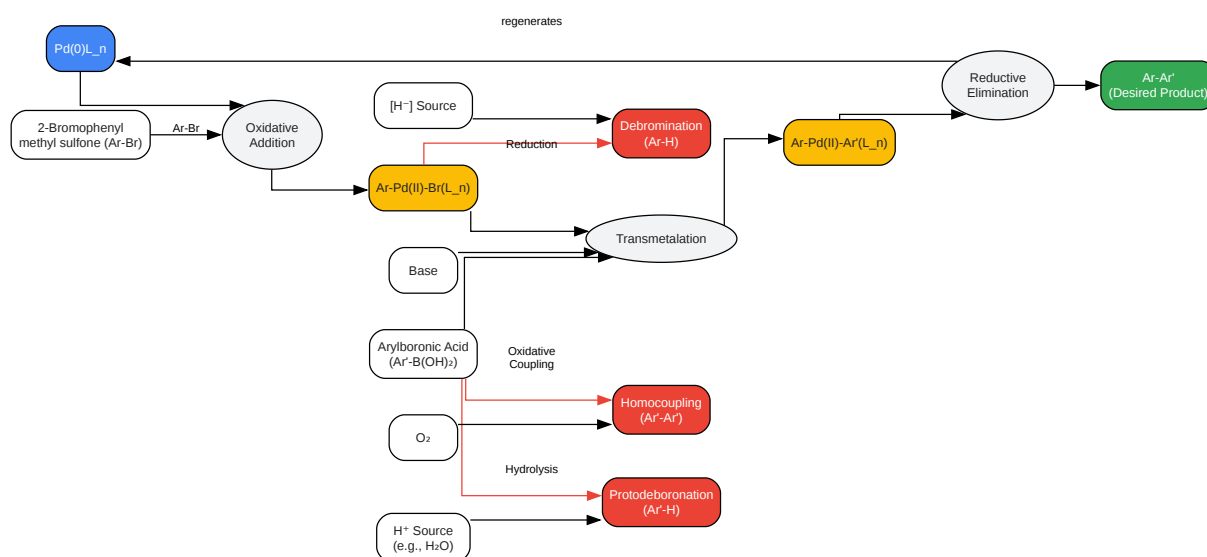 regenerates
Pd(0)L_n
2-Bromophenyl
methyl sulfone (Ar-Br)
Ar-Br
Oxidative
Addition
[H⁻] Source
Debromination
(Ar-H)
Reduction
Ar-Pd(II)-Br(L_n)
Reductive
Elimination
Ar-Ar'
(Desired Product)
Ar-Pd(II)-Ar'(L_n)
Transmetalation
Base
Arylboronic Acid
(Ar'-B(OH)₂)
Oxidative
Coupling
Homocoupling
(Ar'-Ar')
O₂
Hydrolysis
Protodeboronation
(Ar'-H)
H⁺ Source
(e.g., H₂O)